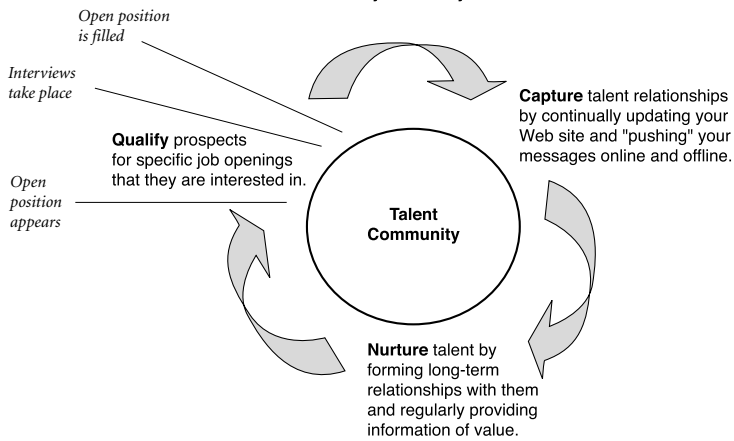 Open position
is filled
Interviews
take place
Capture talent relationships
by continually updating your
Web site and "pushing" your
messages online and offline.
Qualify prospects
for specific job openings
that they are interested in.
Open
position
appears
Talent
Community
Nurture talent by
forming long-term
relationships with them
and regularly providing
information of value.